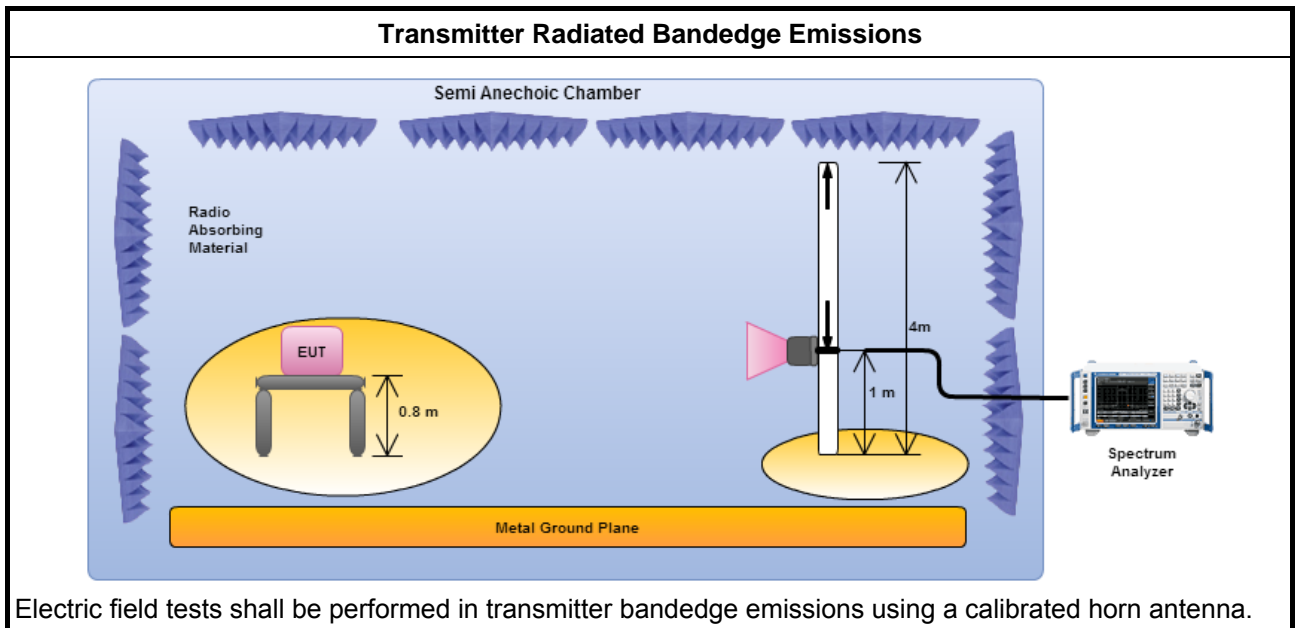 Transmitter Radiated Bandedge Emissions
Semi Anechoic Chamber
Radio
Absorbing
Material
EUT
0.8 m
4m
1 m
Spectrum
Analyzer
Metal Ground Plane
Electric field tests shall be performed in transmitter bandedge emissions using a calibrated horn antenna.